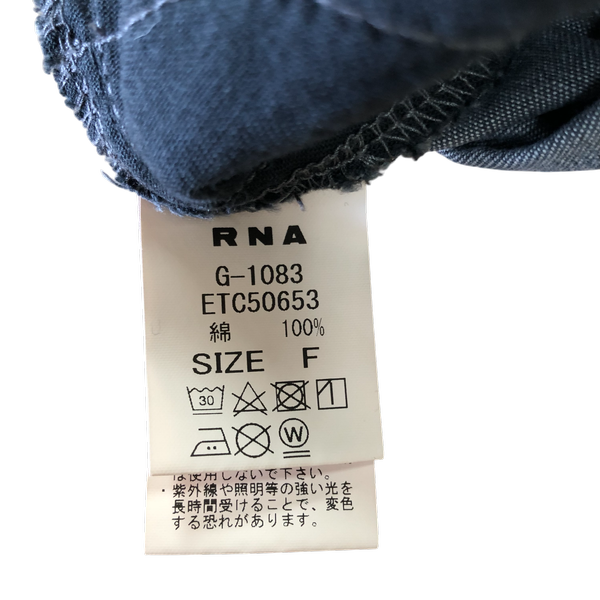 RNA
G-1083
ETC50653
綿 100%
SIZE F
30
W
は使用しないで下さい。
・紫外線や照明等の強い光を
長時間受けることで、変色
する恐れがあります。